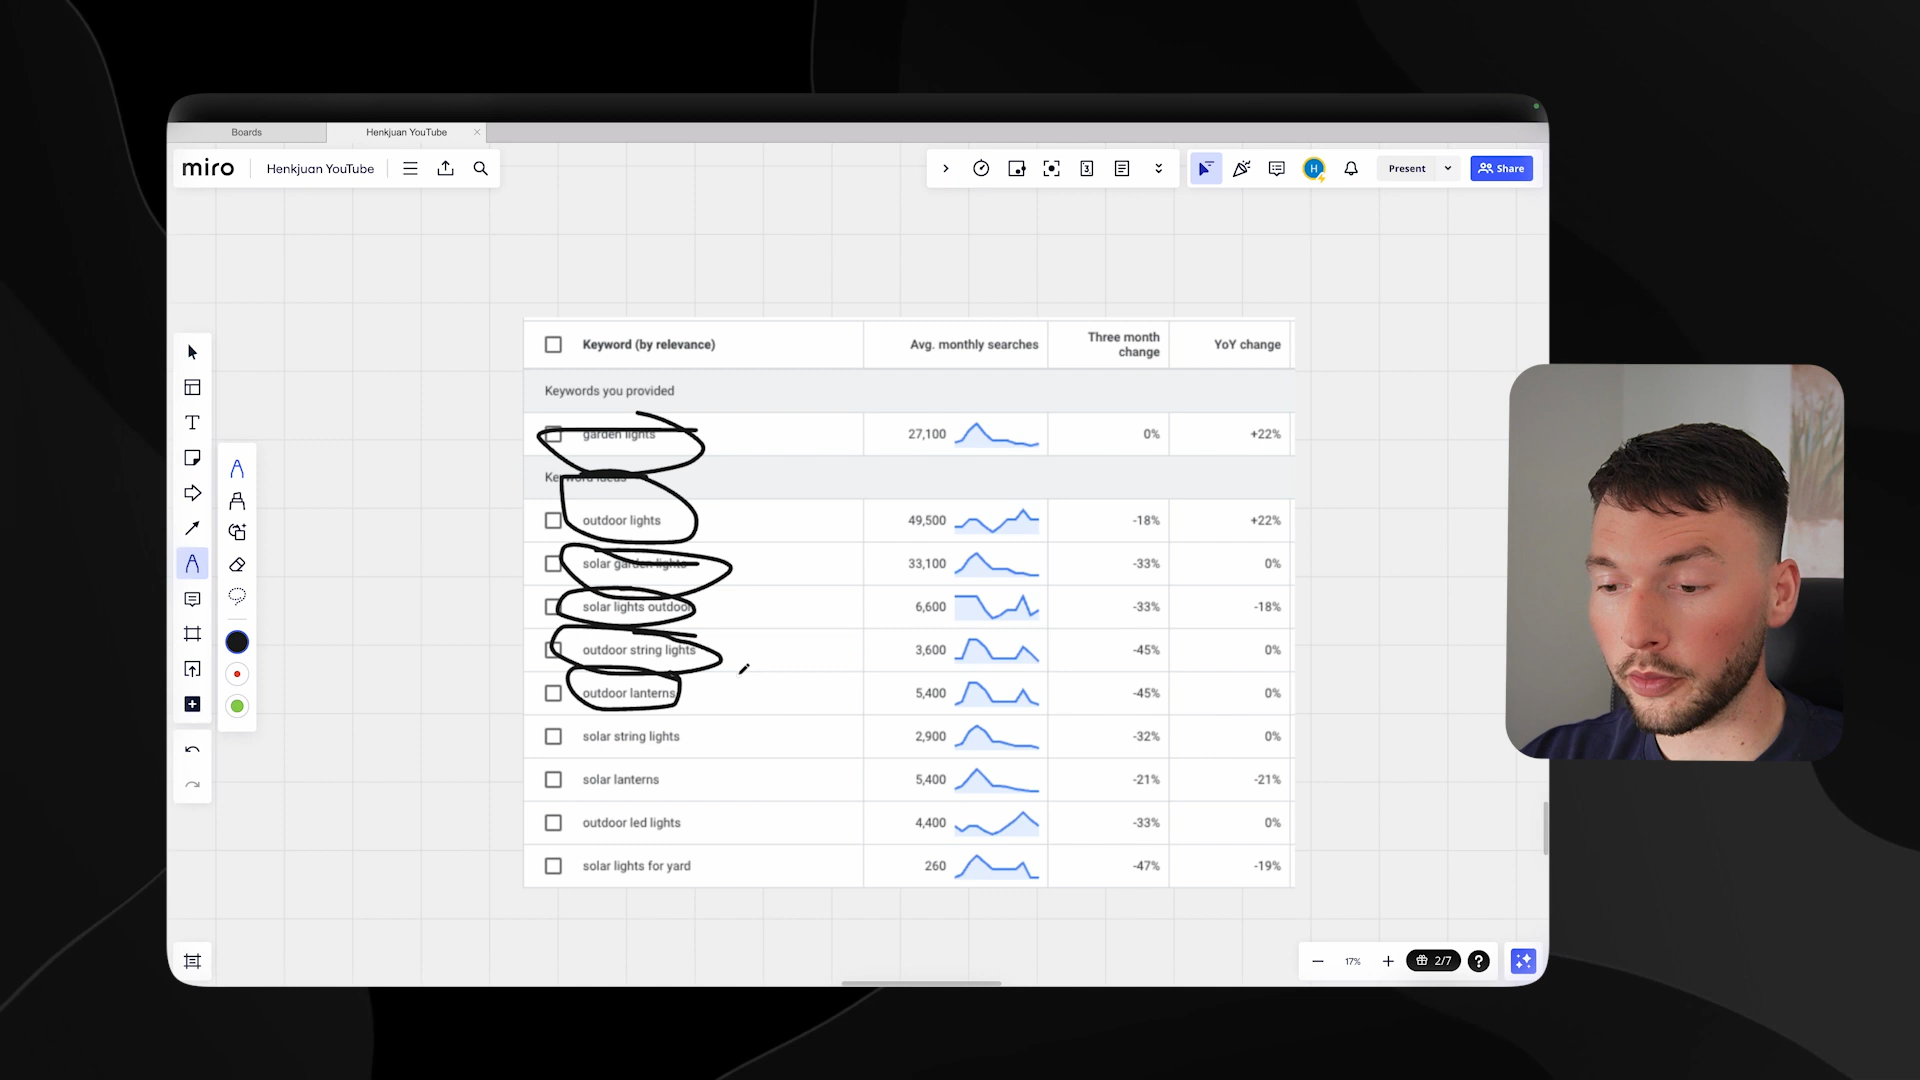 Boards
Henkjuan YouTube
miro
Henkjuan YouTube
3
H
Present
Share
Keyword (by relevance)
Avg. monthly searches
Three month
change
YoY change
Keywords you provided
garden lights
27,100
0%
+22%
Keyword ideas
outdoor lights
49,500
-18%
+22%
solar garden lights
33,100
-33%
0%
solar lights outdoor
6,600
-33%
-18%
outdoor string lights
3,600
-45%
0%
outdoor lanterns
5,400
-45%
0%
solar string lights
2,900
-32%
0%
solar lanterns
5,400
-21%
-21%
outdoor led lights
4,400
-33%
0%
solar lights for yard
260
-47%
-19%
17%
2/7
?